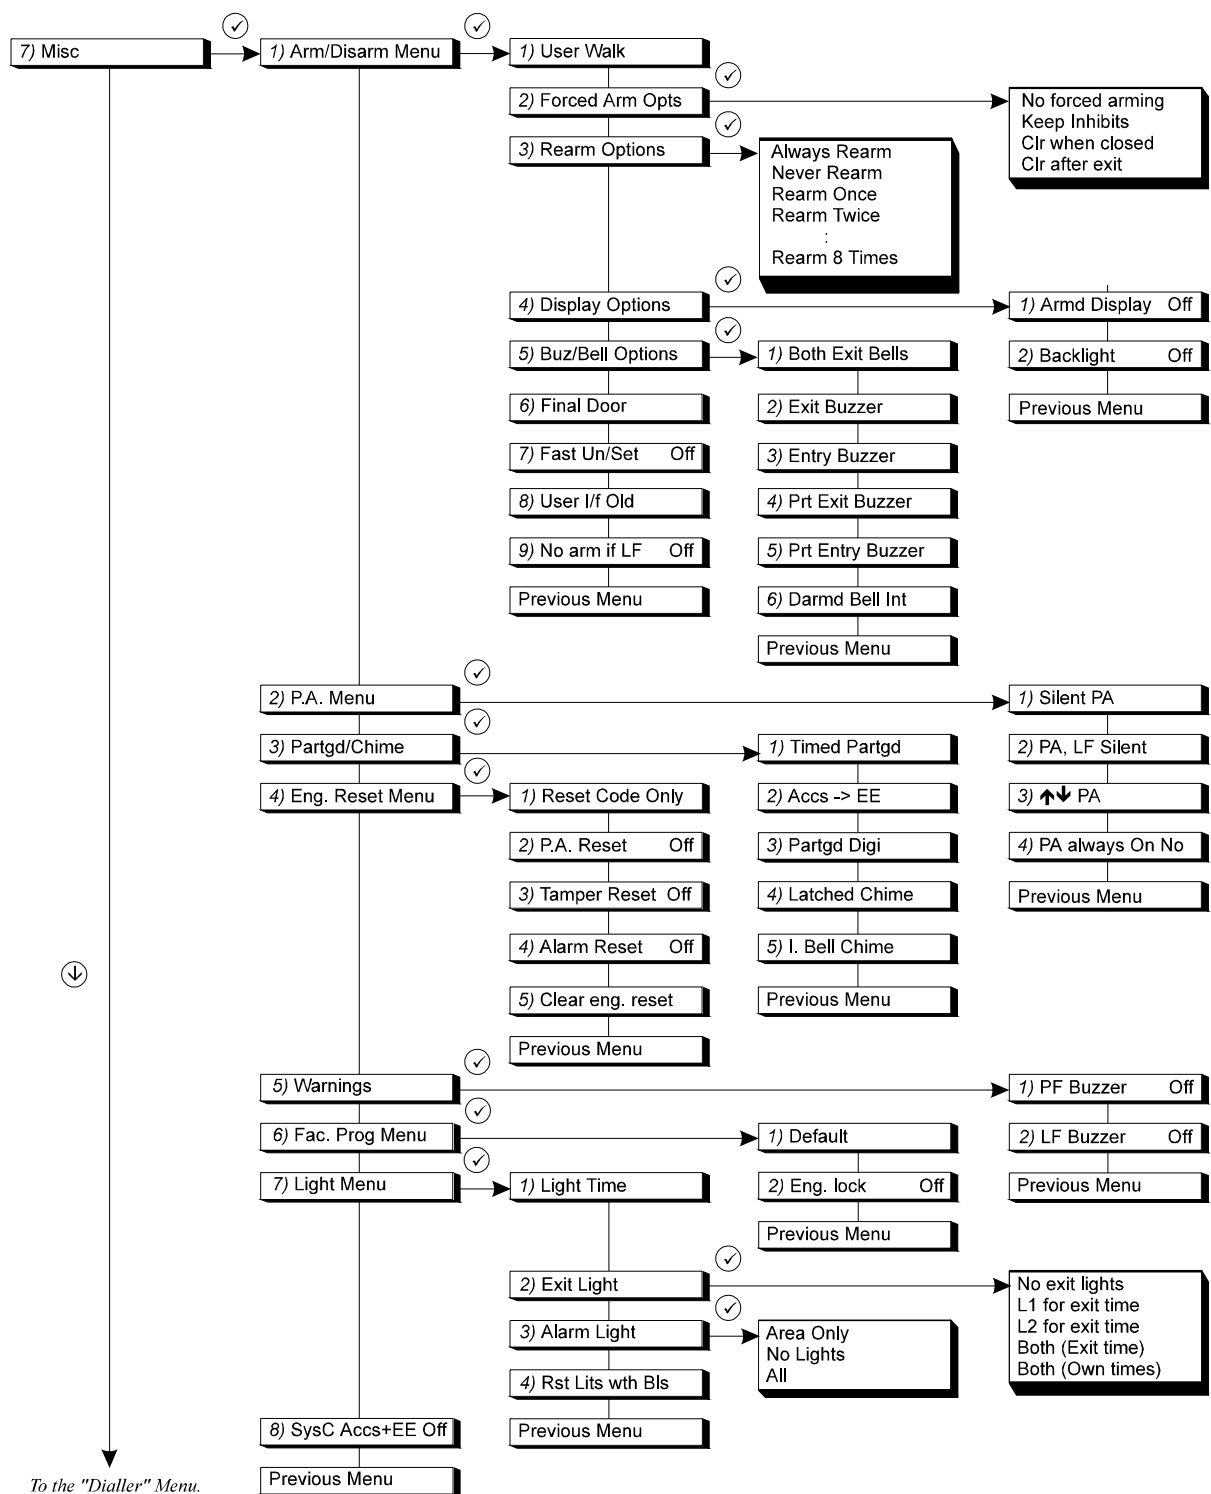 7) Misc
1) Arm/Disarm Menu
1) User Walk
2) Forced Arm Opts
No forced arming
Keep Inhibits
Clr when closed
Clr after exit
3) Rearm Options
Always Rearm
Never Rearm
Rearm Once
Rearm Twice
:
Rearm 8 Times
4) Display Options
1) Armd Display Off
2) Backlight Off
Previous Menu
5) Buz/Bell Options
1) Both Exit Bells
2) Exit Buzzer
3) Entry Buzzer
4) Prt Exit Buzzer
5) Prt Entry Buzzer
6) Darmd Bell Int
Previous Menu
6) Final Door
7) Fast Un/Set Off
8) User I/f Old
9) No arm if LF Off
Previous Menu
2) P.A. Menu
1) Silent PA
2) PA, LF Silent
3) ↑↓ PA
4) PA always On No
Previous Menu
3) Partgd/Chime
1) Timed Partgd
2) Accs -> EE
3) Partgd Digi
4) Latched Chime
5) I. Bell Chime
Previous Menu
4) Eng. Reset Menu
1) Reset Code Only
2) P.A. Reset Off
3) Tamper Reset Off
4) Alarm Reset Off
5) Clear eng. reset
Previous Menu
5) Warnings
1) PF Buzzer Off
2) LF Buzzer Off
Previous Menu
6) Fac. Prog Menu
1) Default
2) Eng. lock Off
Previous Menu
7) Light Menu
1) Light Time
2) Exit Light
No exit lights
L1 for exit time
L2 for exit time
Both (Exit time)
Both (Own times)
3) Alarm Light
Area Only
No Lights
All
4) Rst Lits wth Bls
Previous Menu
8) SysC Accs+EE Off
Previous Menu
To the "Dialler" Menu.